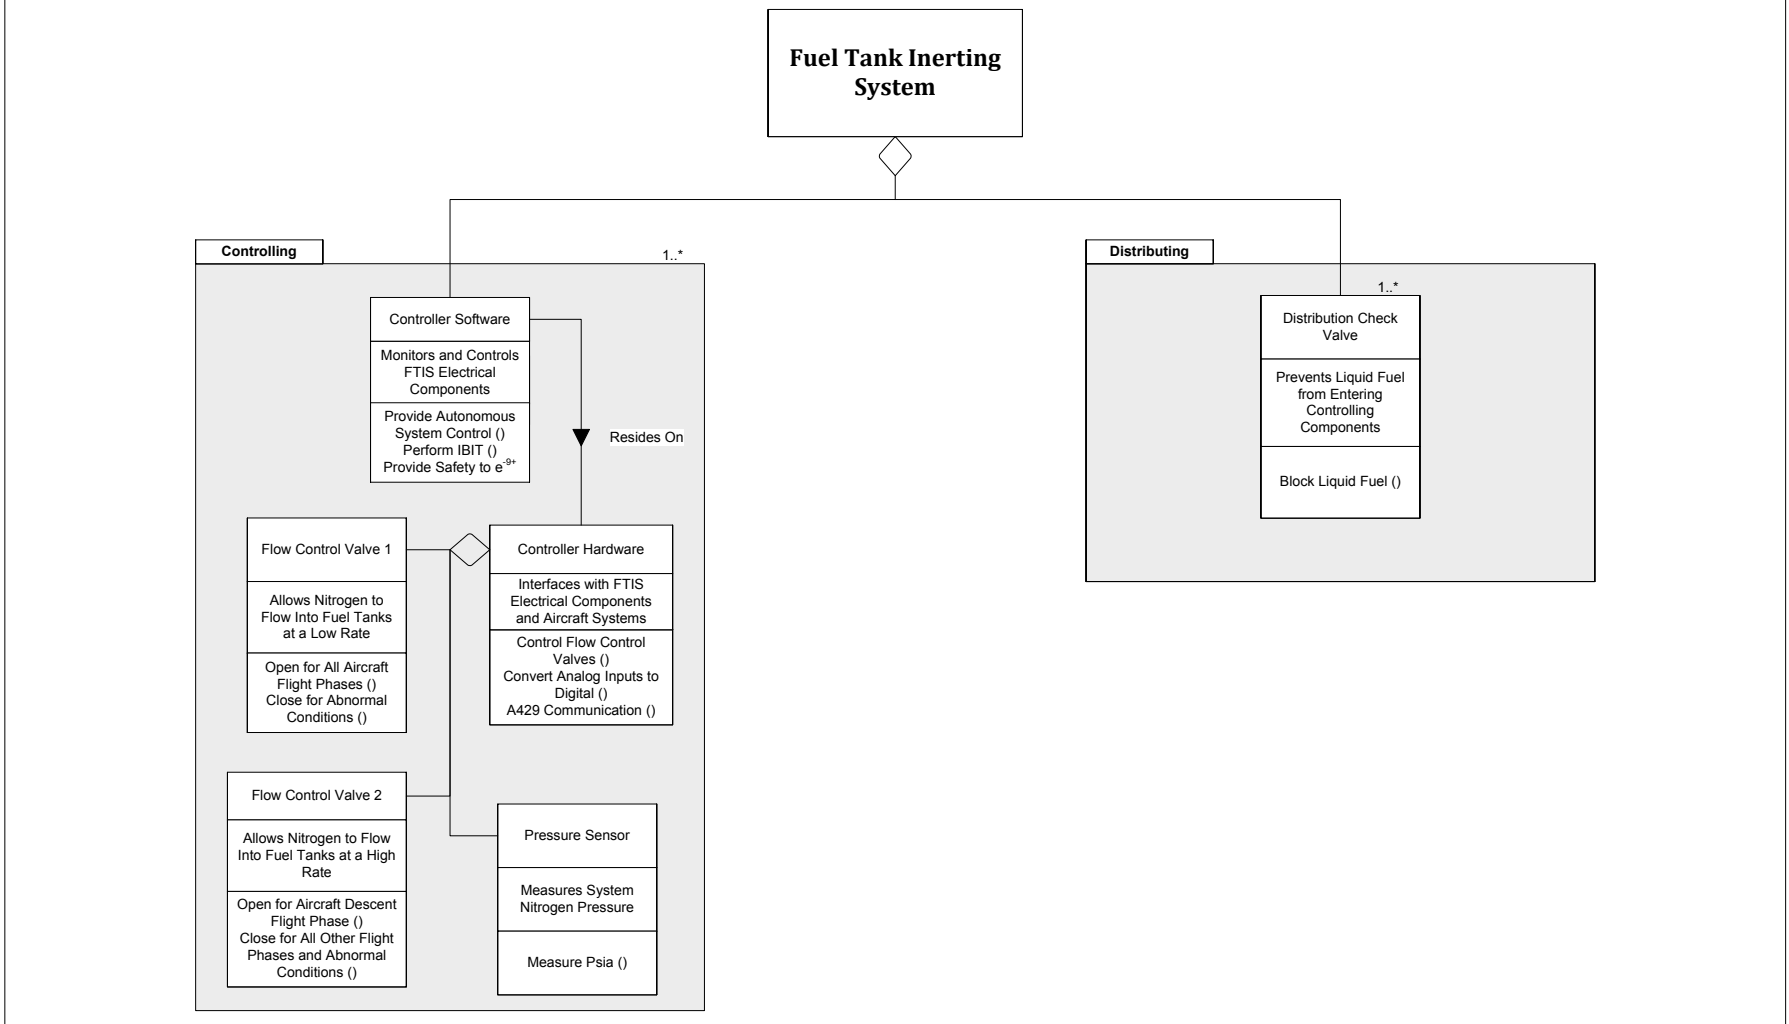 Fuel Tank Inerting
System
Controlling
1..*
Controller Software
Monitors and Controls
FTIS Electrical
Components
Provide Autonomous
System Control ()
Perform IBIT ()
Provide Safety to e-9+
Resides On
Flow Control Valve 1
Allows Nitrogen to
Flow Into Fuel Tanks
at a Low Rate
Open for All Aircraft
Flight Phases ()
Close for Abnormal
Conditions ()
Controller Hardware
Interfaces with FTIS
Electrical Components
and Aircraft Systems
Control Flow Control
Valves ()
Convert Analog Inputs to
Digital ()
A429 Communication ()
Flow Control Valve 2
Allows Nitrogen to Flow
Into Fuel Tanks at a High
Rate
Open for Aircraft Descent
Flight Phase ()
Close for All Other Flight
Phases and Abnormal
Conditions ()
Pressure Sensor
Measures System
Nitrogen Pressure
Measure Psia ()
Distributing
1..*
Distribution Check
Valve
Prevents Liquid Fuel
from Entering
Controlling
Components
Block Liquid Fuel ()